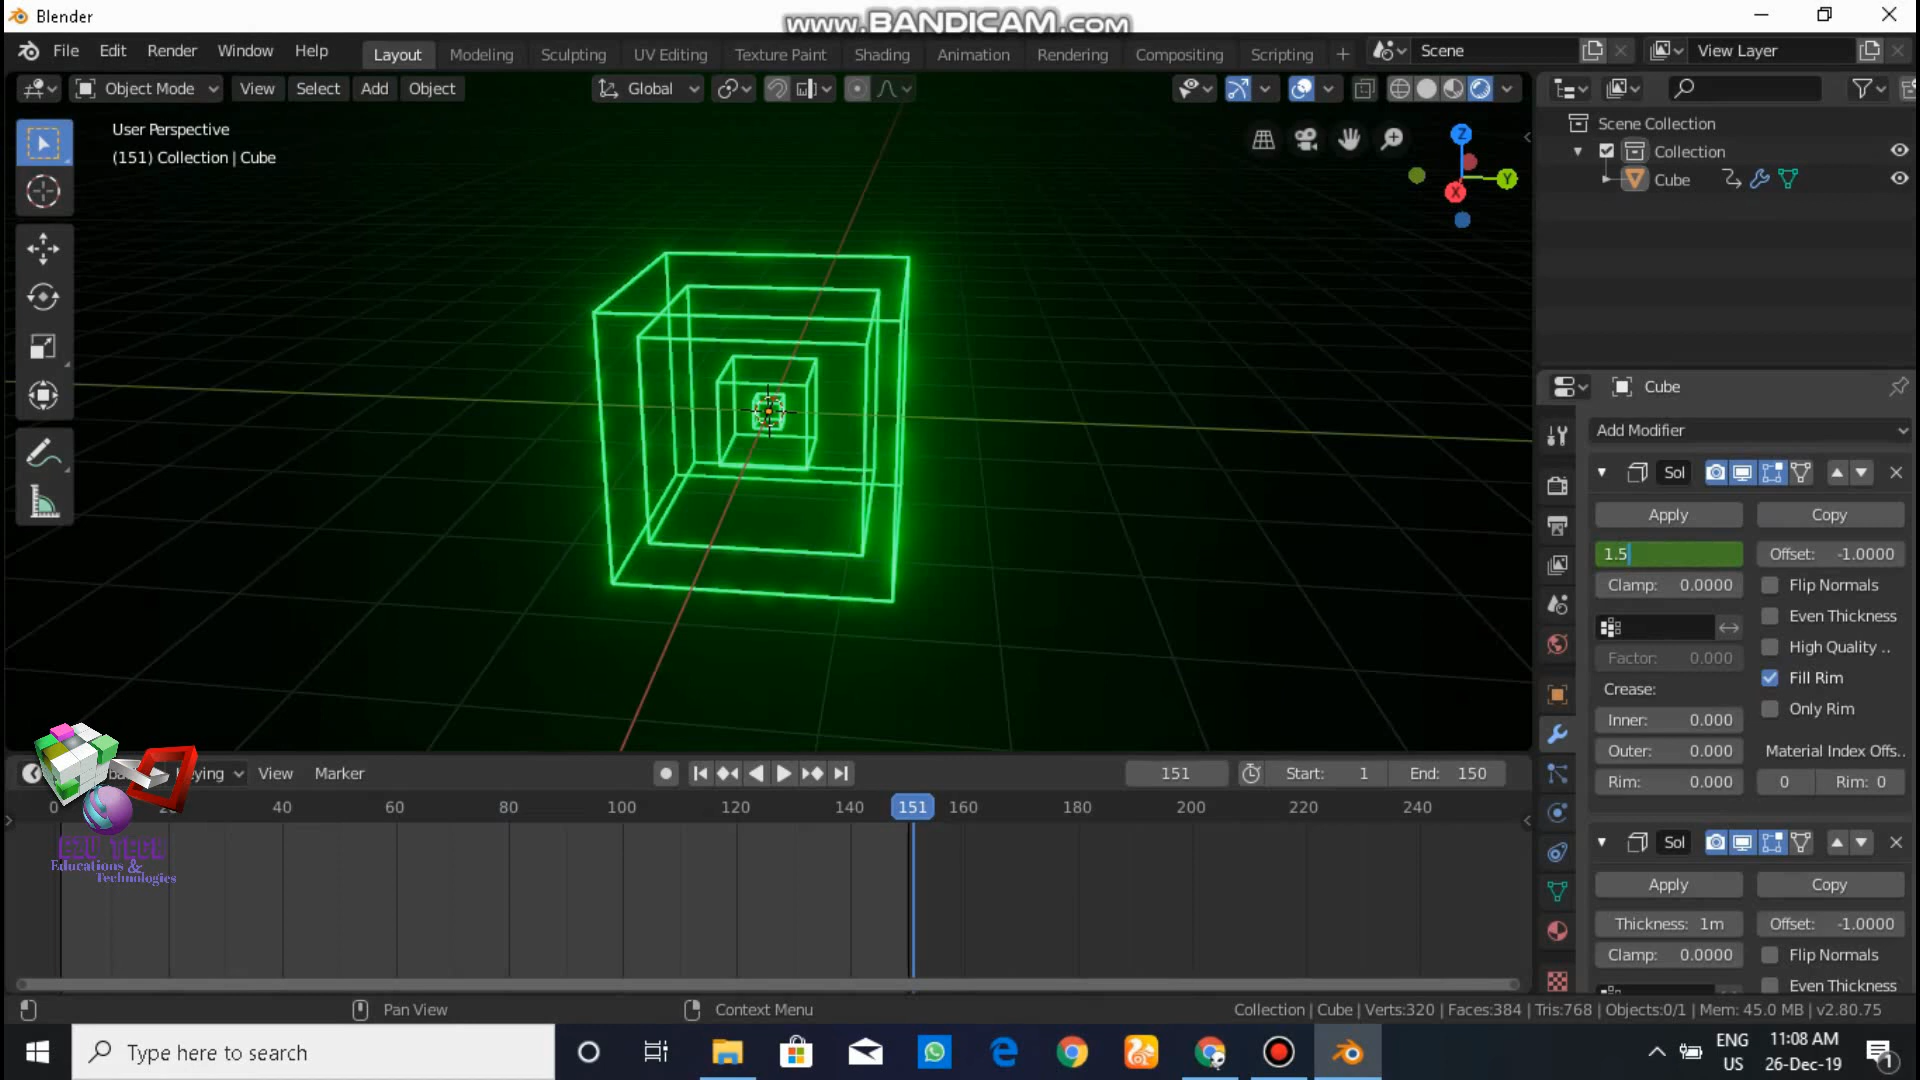 Blender
www.BANDICAM.com
File Edit Render Window Help
Layout Modeling Sculpting UV Editing Texture Paint Shading Animation Rendering Compositing Scripting +
Scene
View Layer
Object Mode View Select Add Object
Global
User Perspective
(151) Collection | Cube
Z
Y
X
Scene Collection
Collection
Cube
Cube
Add Modifier
Sol
Apply Copy
1.5 Offset: -1.0000
Clamp: 0.0000 Flip Normals
Even Thickness
High Quality ..
Factor: 0.000
Fill Rim
Crease:
Only Rim
Inner: 0.000
Outer: 0.000 Material Index Offs..
Rim: 0.000 0 Rim: 0
Sol
Apply Copy
Thickness: 1m Offset: -1.0000
Clamp: 0.0000 Flip Normals
Even Thickness
View Marker
151 Start: 1 End: 150
0 40 60 80 100 120 140 151 160 180 200 220 240
Educations &
Technologies
Pan View Context Menu
Collection | Cube | Verts:320 | Faces:384 | Tris:768 | Objects:0/1 | Mem: 45.0 MB | v2.80.75
Type here to search
ENG
US
11:08 AM
26-Dec-19
1